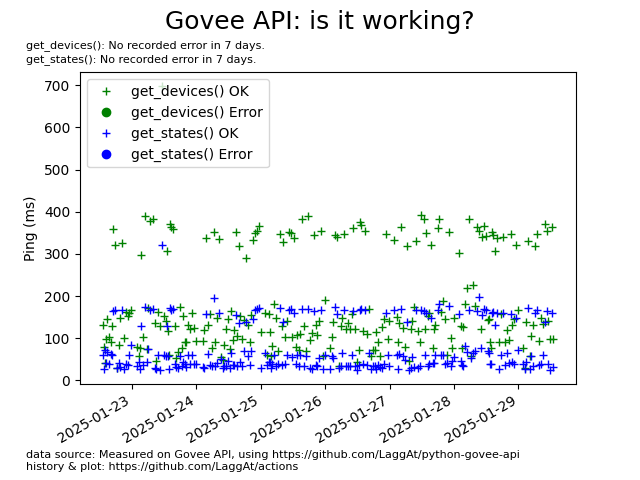 Govee API: is it working?
get_devices(): No recorded error in 7 days.
get_states(): No recorded error in 7 days.
get_devices() OK
get_devices() Error
get_states() OK
get_states() Error
Ping (ms)
700
600
500
400
300
200
100
0
2025-01-23
2025-01-24
2025-01-25
2025-01-26
2025-01-27
2025-01-28
2025-01-29
data source: Measured on Govee API, using https://github.com/LaggAt/python-govee-api
history & plot: https://github.com/LaggAt/actions